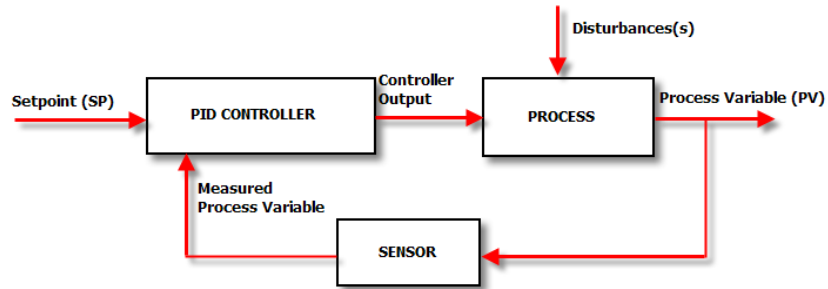 Disturbances(s)
Setpoint (SP)
PID CONTROLLER
Controller
Output
PROCESS
Process Variable (PV)
Measured
Process Variable
SENSOR